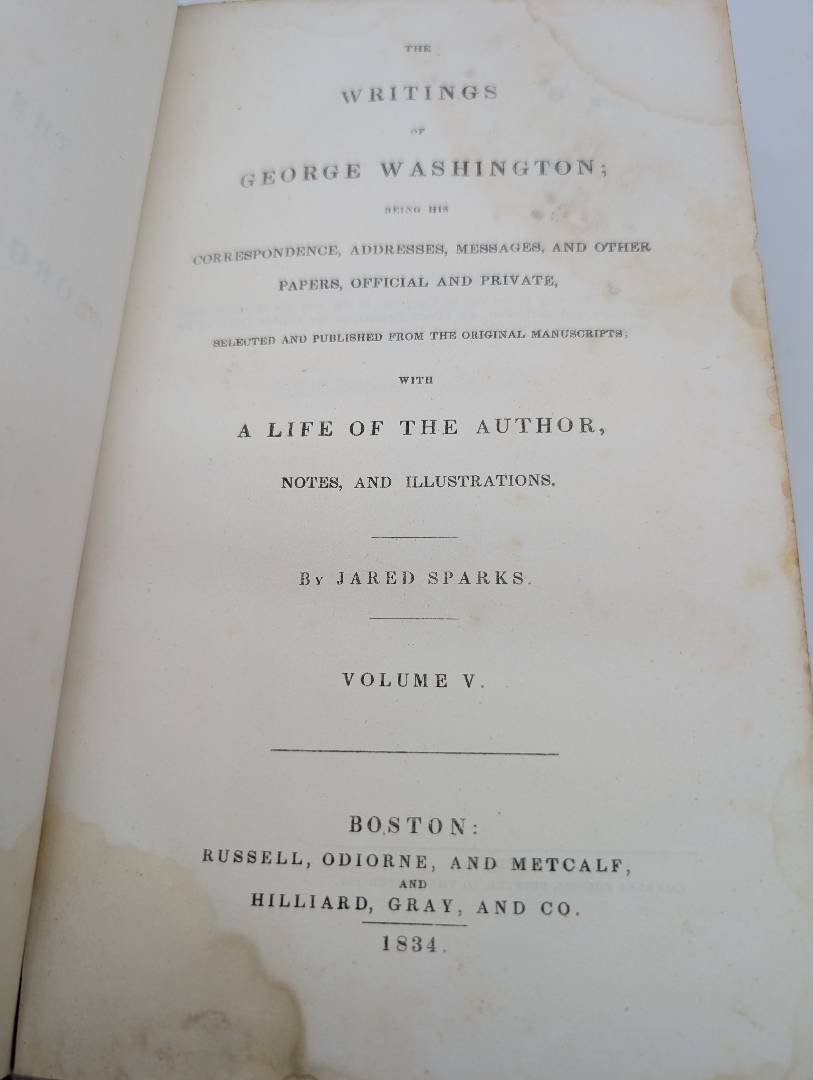 THE
WRITINGS
OF
GEORGE WASHINGTON;
BEING HIS
CORRESPONDENCE, ADDRESSES, MESSAGES, AND OTHER
PAPERS, OFFICIAL AND PRIVATE,
SELECTED AND PUBLISHED FROM THE ORIGINAL MANUSCRIPTS;
WITH
A LIFE OF THE AUTHOR,
NOTES, AND ILLUSTRATIONS.
BY JARED SPARKS.
VOLUME V.
BOSTON:
RUSSELL, ODIORNE, AND METCALF,
AND
HILLIARD, GRAY, AND CO.
1834.